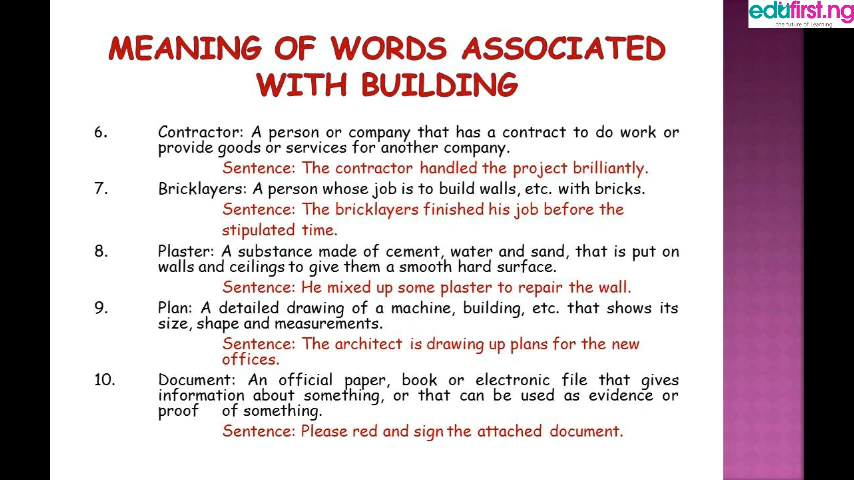 edufirst.ng
the future of learning
MEANING OF WORDS ASSOCIATED
WITH BUILDING
6. Contractor: A person or company that has a contract to do work or
provide goods or services for another company.
Sentence: The contractor handled the project brilliantly.
7. Bricklayers: A person whose job is to build walls, etc. with bricks.
Sentence: The bricklayers finished his job before the
stipulated time.
8. Plaster: A substance made of cement, water and sand, that is put on
walls and ceilings to give them a smooth hard surface.
Sentence: He mixed up some plaster to repair the wall.
9. Plan: A detailed drawing of a machine, building, etc. that shows its
size, shape and measurements.
Sentence: The architect is drawing up plans for the new
offices.
10. Document: An official paper, book or electronic file that gives
information about something, or that can be used as evidence or
proof of something.
Sentence: Please red and sign the attached document.